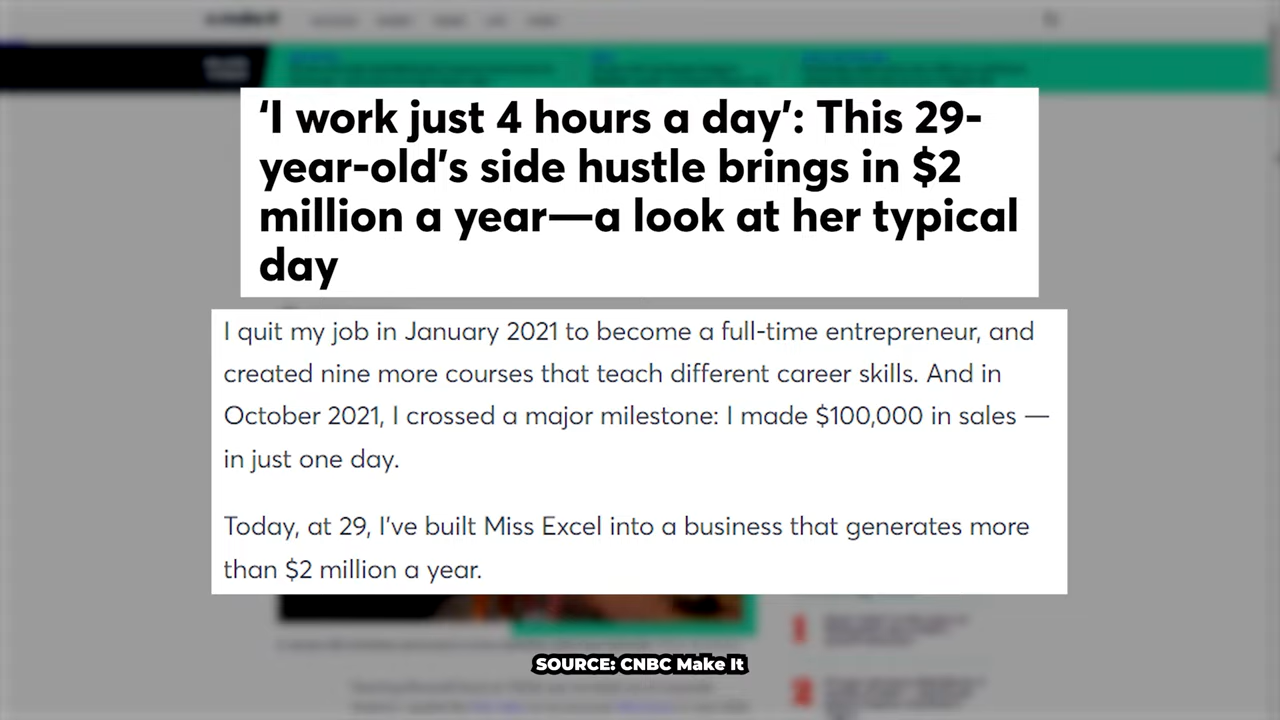 ‘I work just 4 hours a day’: This 29-
year-old’s side hustle brings in $2
million a year—a look at her typical
day
I quit my job in January 2021 to become a full-time entrepreneur, and
created nine more courses that teach different career skills. And in
October 2021, I crossed a major milestone: I made $100,000 in sales —
in just one day.
Today, at 29, I’ve built Miss Excel into a business that generates more
than $2 million a year.
1
2
SOURCE: CNBC Make It